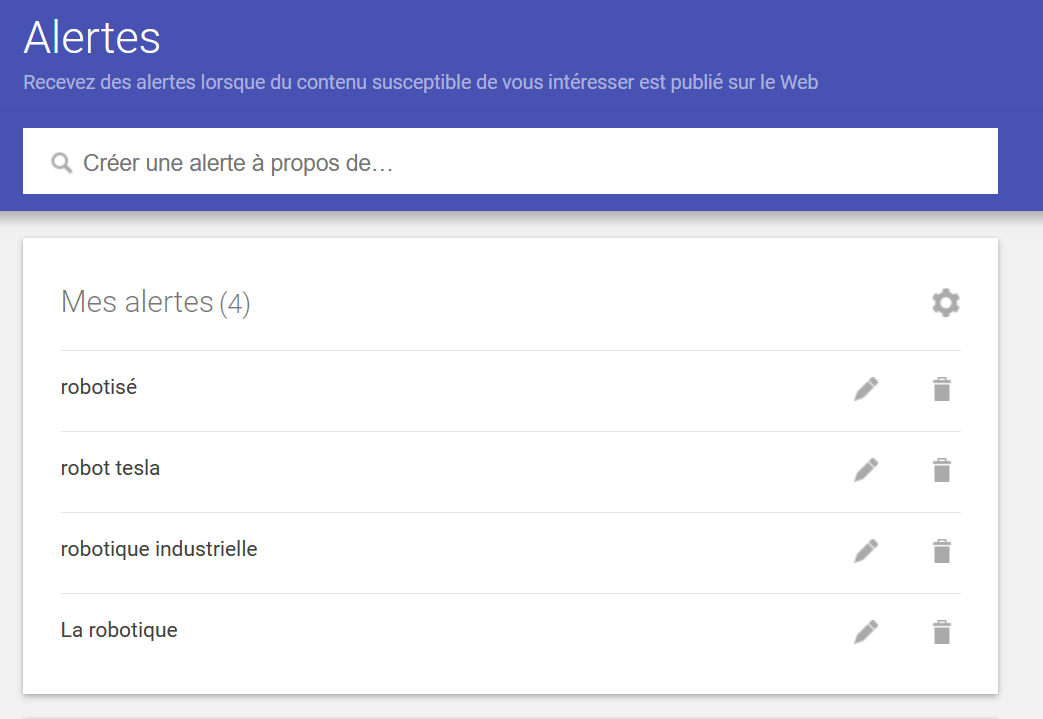 Alertes
Recevez des alertes lorsque du contenu susceptible de vous intéresser est publié sur le Web
Créer une alerte à propos de…
Mes alertes (4)
robotisé
robot tesla
robotique industrielle
La robotique